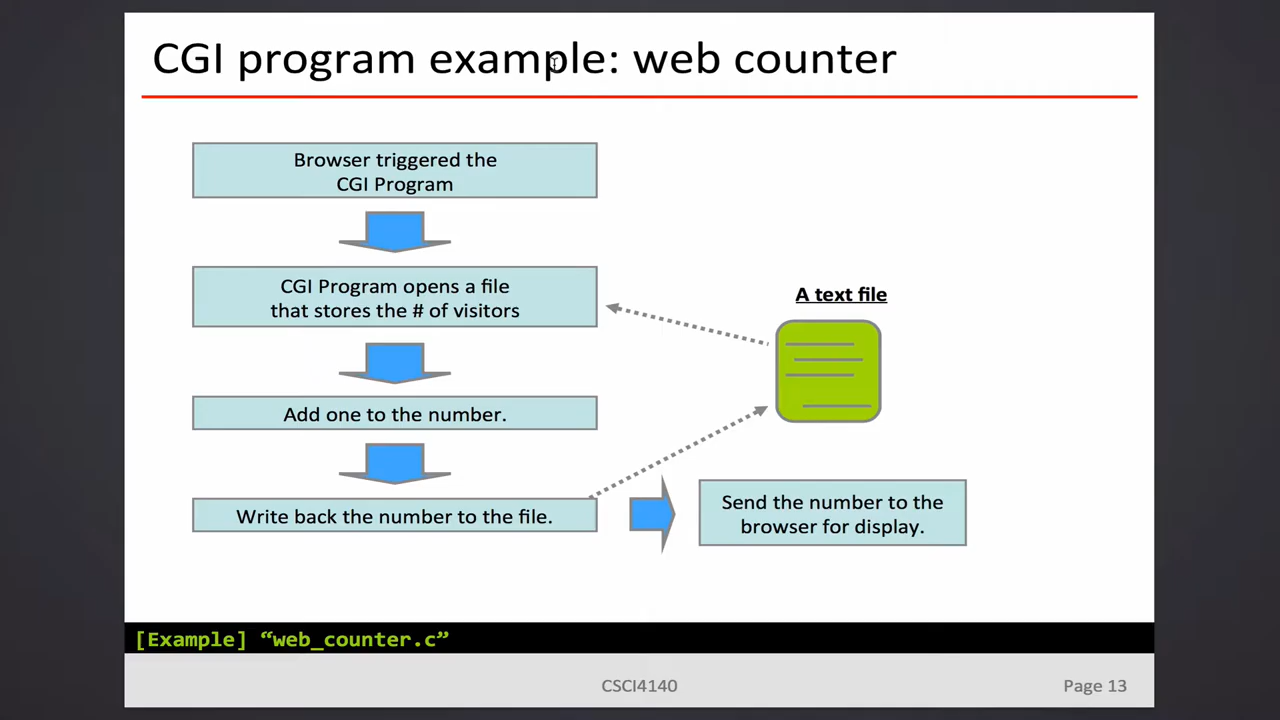 CGI program example: web counter
Browser triggered the
CGI Program
CGI Program opens a file
that stores the # of visitors
A text file
Add one to the number.
Write back the number to the file.
Send the number to the
browser for display.
[Example] “web_counter.c”
CSCI4140
Page 13